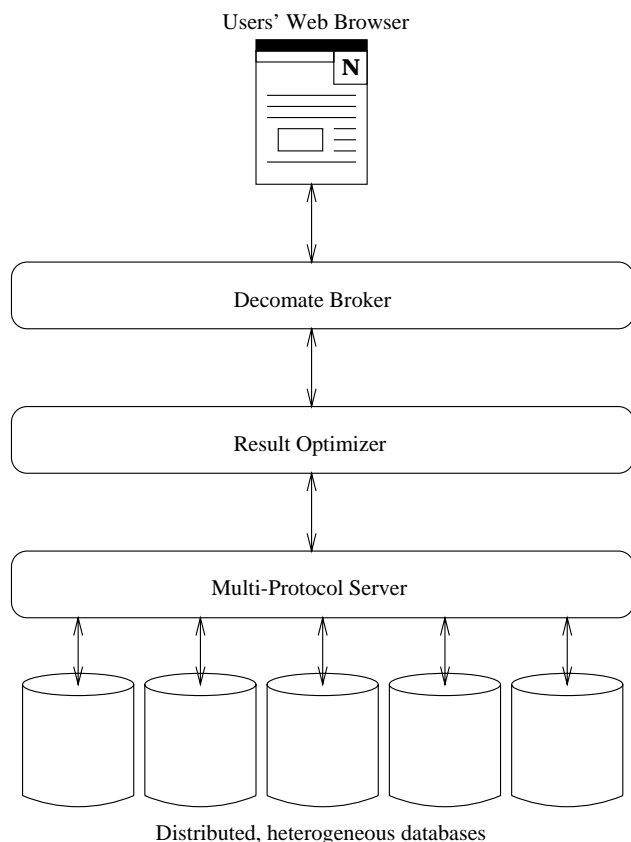 Users' Web Browser
N
Decomate Broker
Result Optimizer
Multi-Protocol Server
Distributed, heterogeneous databases